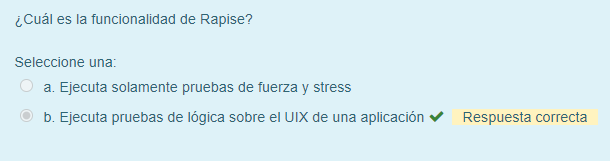 ¿Cuál es la funcionalidad de Rapise?
Seleccione una:
a. Ejecuta solamente pruebas de fuerza y stress
b. Ejecuta pruebas de lógica sobre el UIX de una aplicación ✔ Respuesta correcta